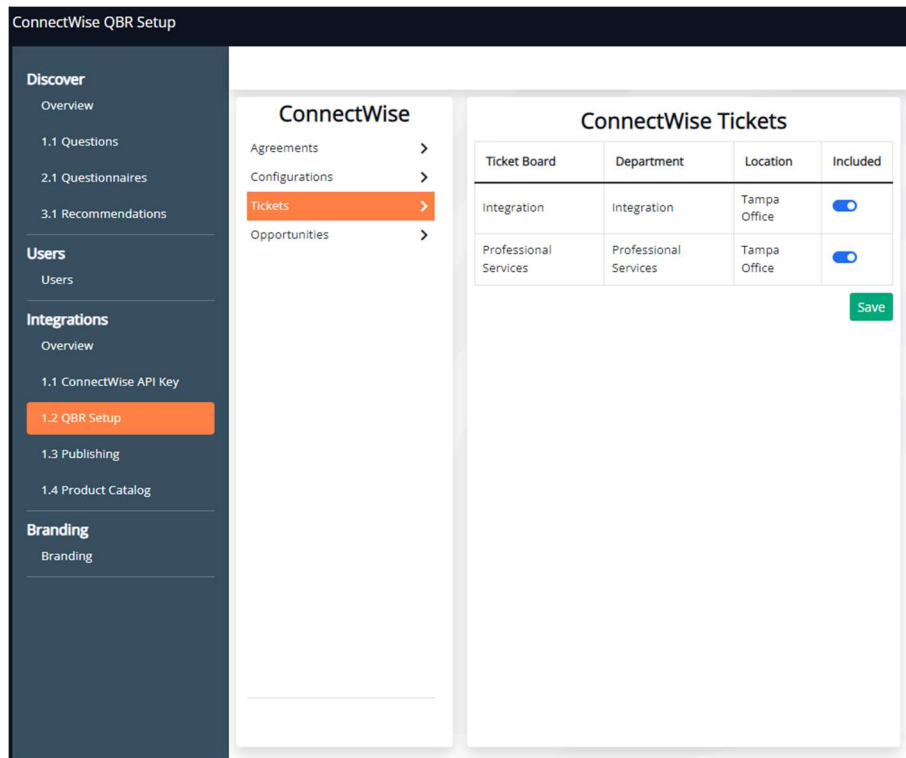 ConnectWise QBR Setup
Discover
Overview
1.1 Questions
2.1 Questionnaires
3.1 Recommendations
Users
Users
Integrations
Overview
1.1 ConnectWise API Key
1.2 QBR Setup
1.3 Publishing
1.4 Product Catalog
Branding
Branding
ConnectWise
Agreements
Configurations
Tickets
Opportunities
ConnectWise Tickets
Ticket Board Department Location Included
Integration Integration Tampa
Office
Professional Professional Tampa
Services Services Office
Save